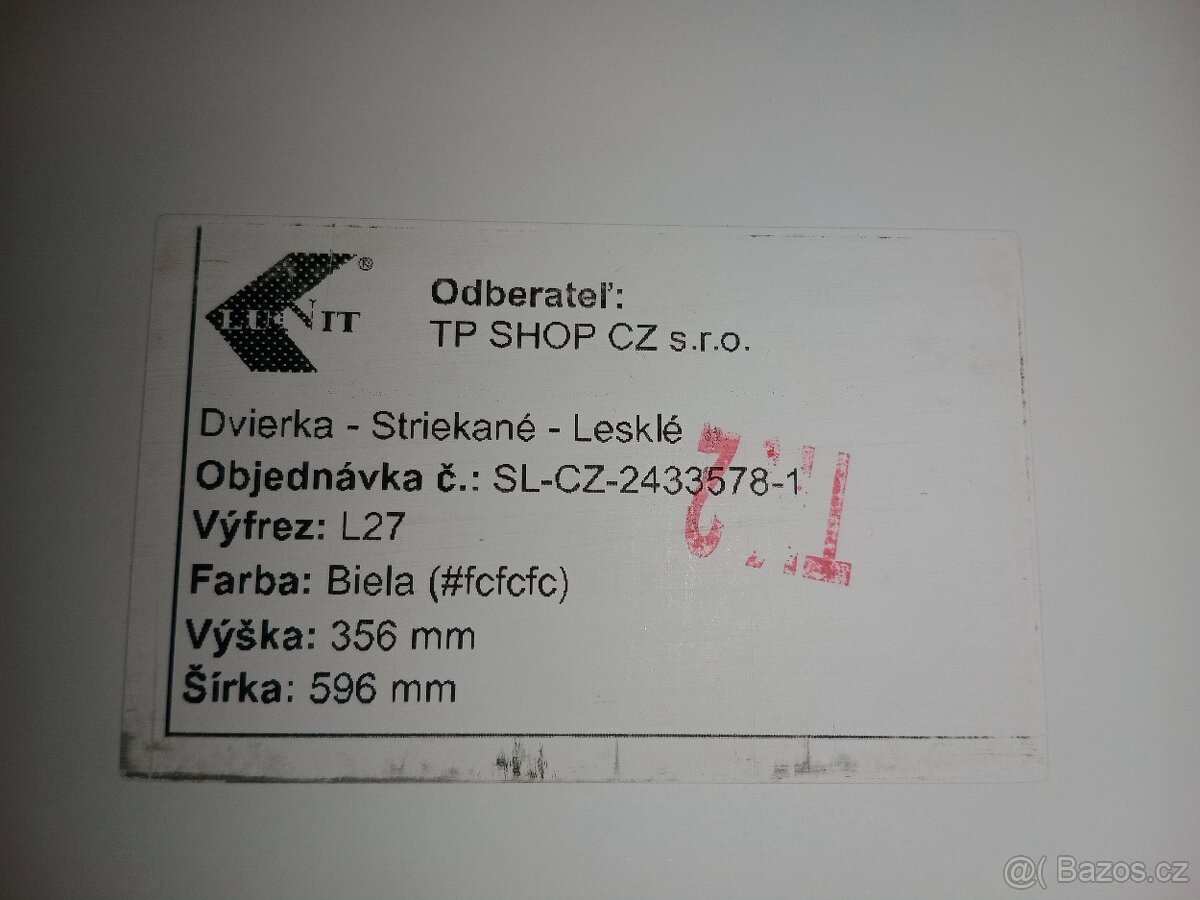 ®
Odberateľ:
TP SHOP CZ s.r.o.
Dvierka - Striekané - Lesklé
Objednávka č.: SL-CZ-2433578-1
Výfrez: L27
Farba: Biela (#fcfcfc)
Výška: 356 mm
Šírka: 596 mm
@( Bazos.cz